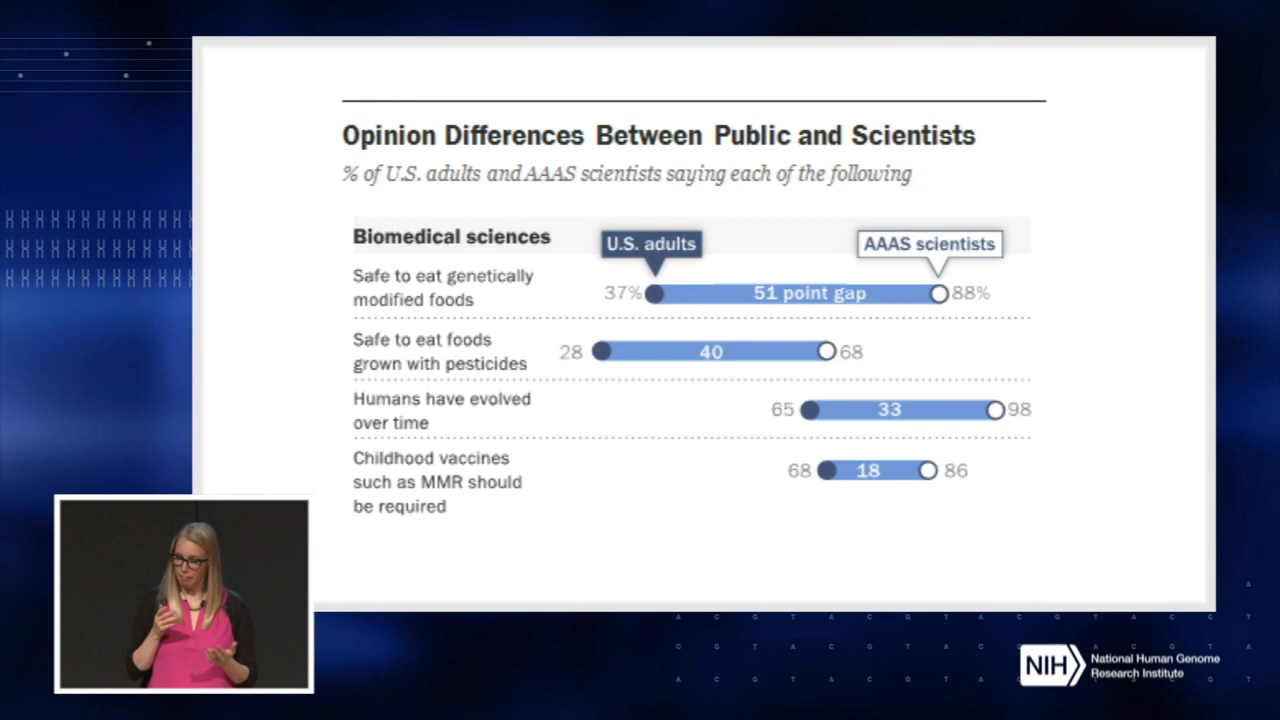 Opinion Differences Between Public and Scientists
% of U.S. adults and AAAS scientists saying each of the following
Biomedical sciences
U.S. adults
AAAS scientists
Safe to eat genetically
modified foods
37%
51 point gap
88%
Safe to eat foods
grown with pesticides
28
40
68
Humans have evolved
over time
65
33
98
Childhood vaccines
such as MMR should
be required
68
18
86
A
A C G T A C G T A C G T A C G T
C G T A C G T A C G T A C G T A
A C G T A C G T A C G T A C G T
NIH
National Human Genome
Research Institute